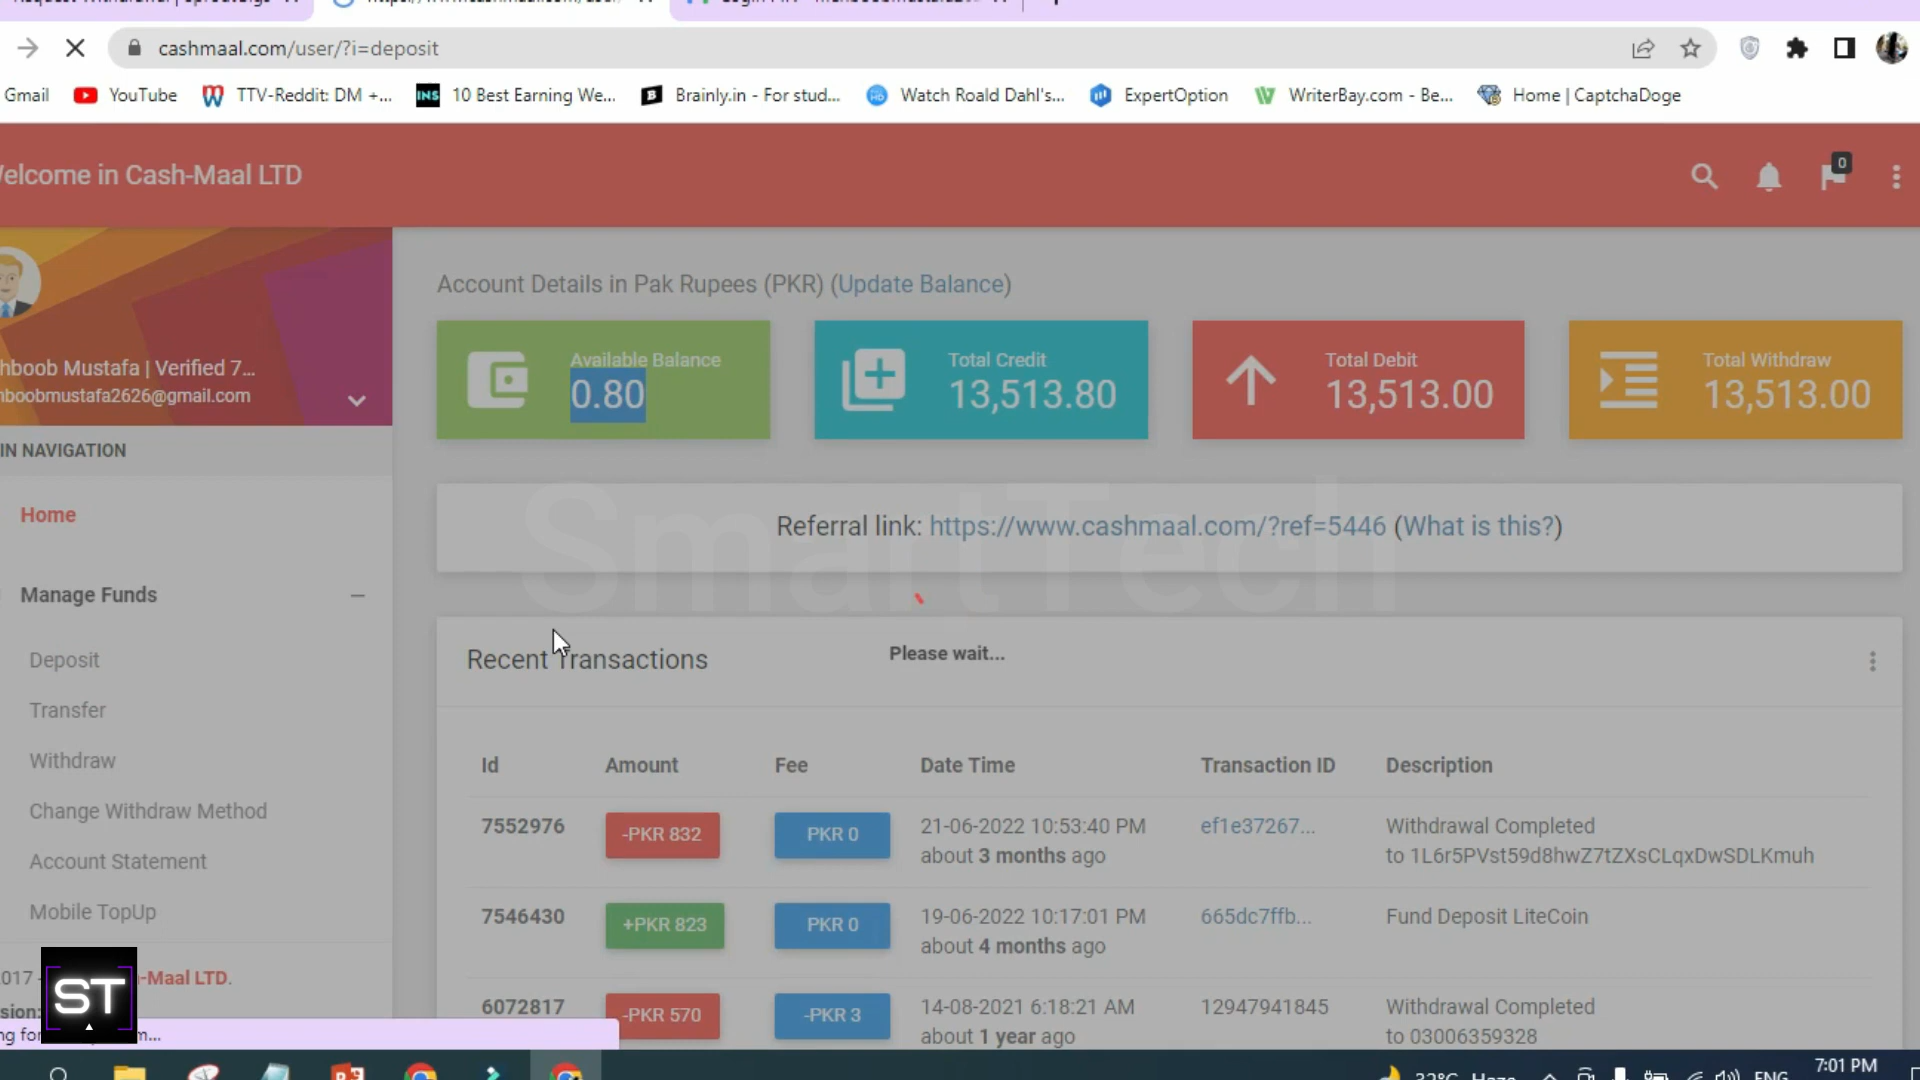 cashmaal.com/user/?i=deposit
Gmail YouTube TTV-Reddit: DM +... 10 Best Earning We... Brainly.in - For stud... Watch Roald Dahl's... ExpertOption WriterBay.com - Be... Home | CaptchaDoge
elcome in Cash-Maal LTD
0
hboob Mustafa | Verified 7...
hboobmustafa2626@gmail.com
IN NAVIGATION
Home
Manage Funds
Deposit
Transfer
Withdraw
Change Withdraw Method
Account Statement
Mobile TopUp
Account Details in Pak Rupees (PKR) (Update Balance)
Available Balance
0.80
Total Credit
13,513.80
Total Debit
13,513.00
Total Withdraw
13,513.00
Referral link: https://www.cashmaal.com/?ref=5446 (What is this?)
SmartTech
Recent Transactions
Please wait...
Id Amount Fee Date Time Transaction ID Description
7552976 -PKR 832 PKR 0 21-06-2022 10:53:40 PM ef1e37267... Withdrawal Completed
about 3 months ago to 1L6r5PVst59d8hwZ7tZXsCLqxDwSDLKmuh
7546430 +PKR 823 PKR 0 19-06-2022 10:17:01 PM 665dc7ffb... Fund Deposit LiteCoin
about 4 months ago
6072817 -PKR 570 -PKR 3 14-08-2021 6:18:21 AM 12947941845 Withdrawal Completed
about 1 year ago to 03006359328
017 - -Maal LTD.
sion:
ST
ng for m...
32°C Haze ENG 7:01 PM